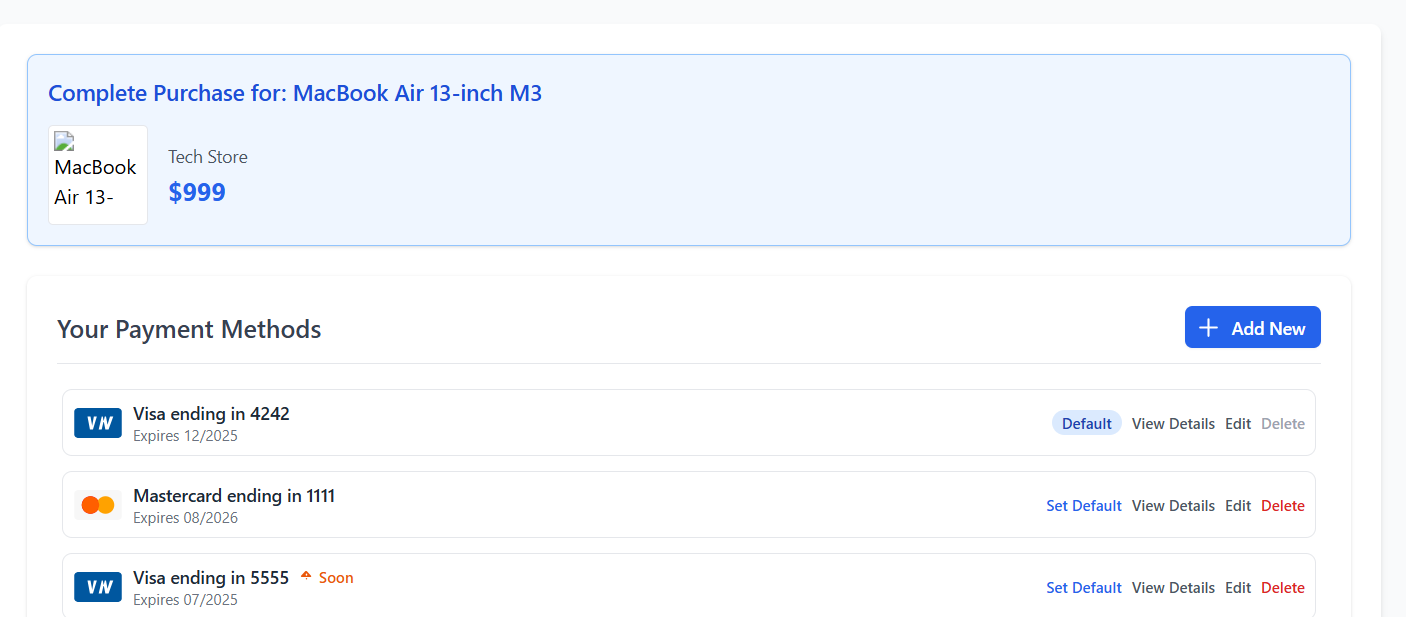 Complete Purchase for: MacBook Air 13-inch M3
MacBook
Air 13-
Tech Store
$999
Your Payment Methods
Add New
Visa ending in 4242
Expires 12/2025
Default View Details Edit Delete
Mastercard ending in 1111
Expires 08/2026
Set Default View Details Edit Delete
Visa ending in 5555 Soon
Expires 07/2025
Set Default View Details Edit Delete